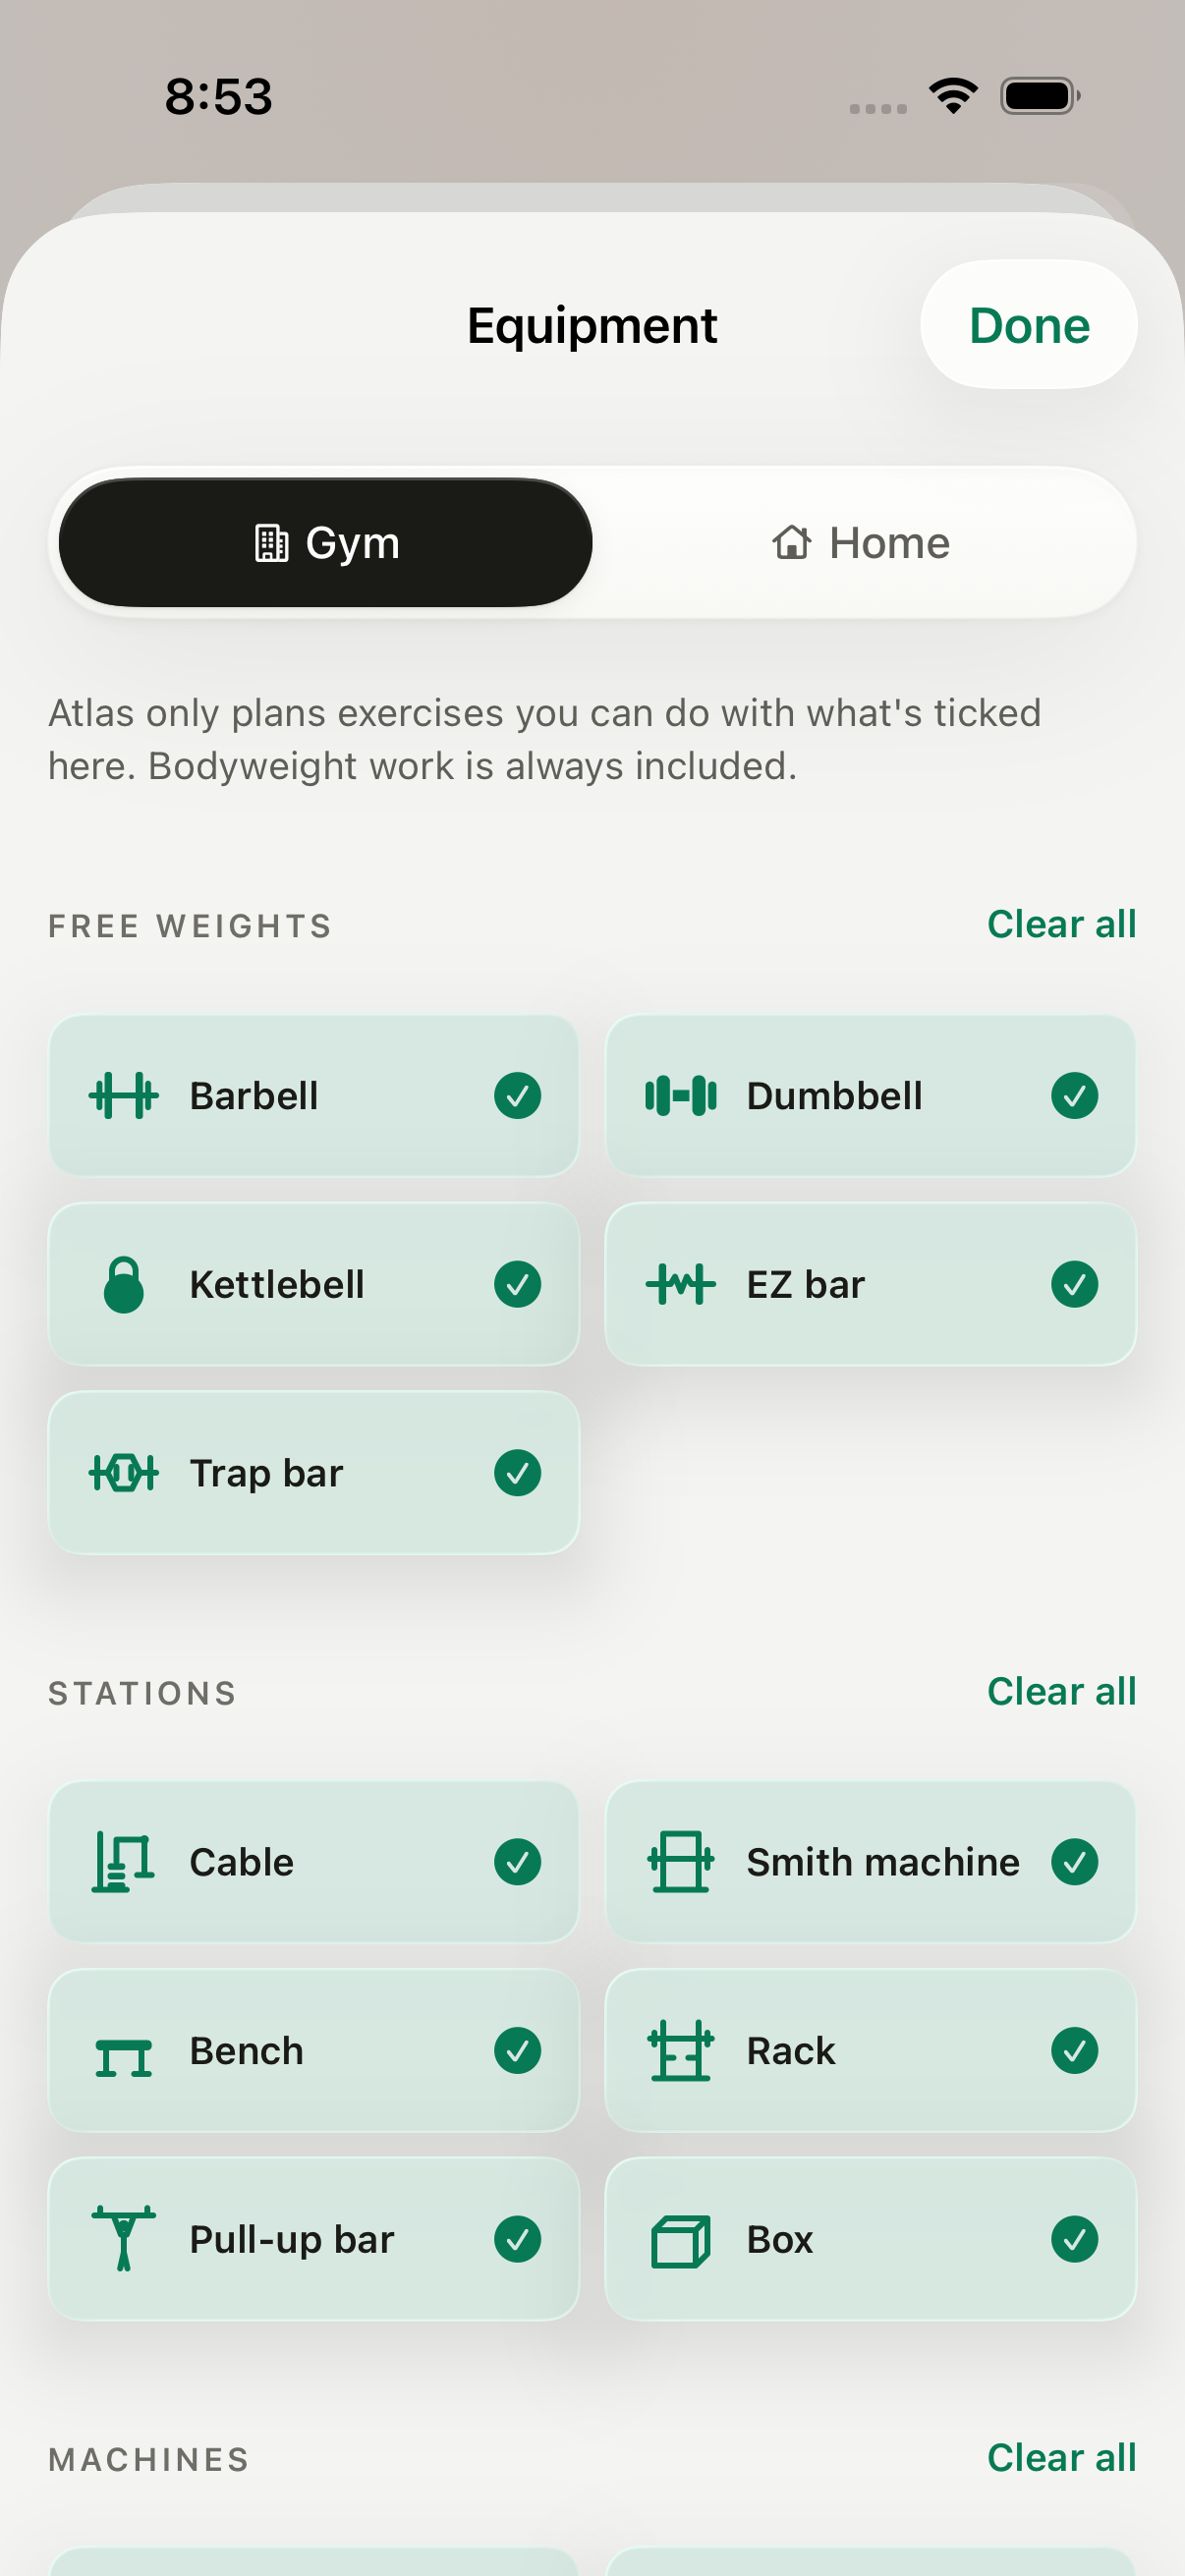 8:53
Equipment
Done
Gym
Home
Atlas only plans exercises you can do with what's ticked
here. Bodyweight work is always included.
FREE WEIGHTS
Clear all
Barbell
Dumbbell
Kettlebell
EZ bar
Trap bar
STATIONS
Clear all
Cable
Smith machine
Bench
Rack
Pull-up bar
Box
MACHINES
Clear all